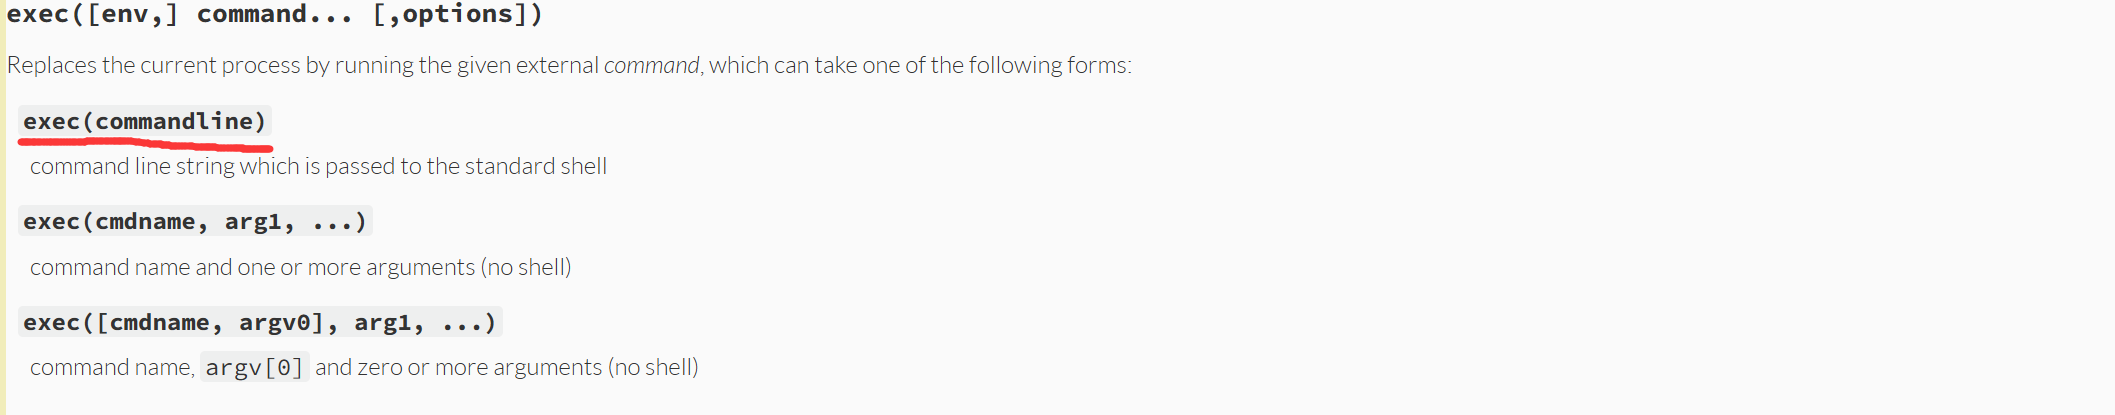 exec([env,] command... [,options])
Replaces the current process by running the given external command, which can take one of the following forms:
exec(commandline)
command line string which is passed to the standard shell
exec(cmdname, arg1, ...)
command name and one or more arguments (no shell)
exec([cmdname, argv0], arg1, ...)
command name, argv[0] and zero or more arguments (no shell)